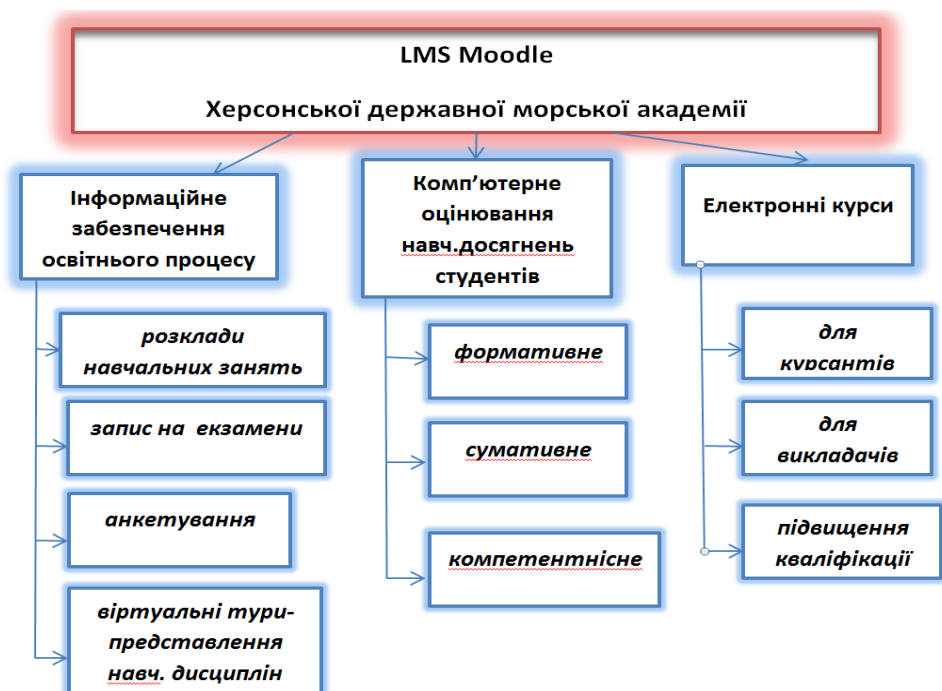 LMS Moodle
Херсонської державної морської академії
Інформаційне
забезпечення
освітнього процесу
розклади
навчальних занять
запис на екзамени
анкетування
віртуальні тури-
представлення
навч. дисциплін
Комп’ютерне
оцінювання
навч.досягнень
студентів
формативне
сумативне
компетентнісне
Електронні курси
для
курсантів
для
викладачів
підвищення
кваліфікації